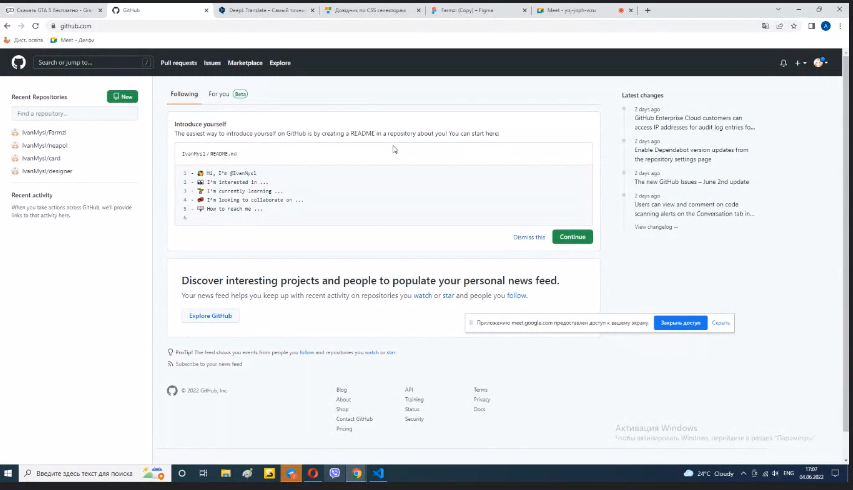 Скачать GTA 5 бесплатно - Gro
GitHub
DeepL Translate – Самый точны
Довідник по CSS селекторам
Farma (Copy) – Figma
github.com
Дист. освіта
Meet -
Search or jump to...
/
Pull requests
Issues
Marketplace
Explore
Recent Repositories
New
Find a repository...
IvanMysl/Farmzi
IvanMysl/neapol
IvanMysl/card
IvanMysl/designer
Recent activity
When you take actions across GitHub, we'll provide
links to that activity here.
Following
For you
Beta
Introduce yourself
The easiest way to introduce yourself on GitHub is by creating a README in a repository about you! You can start here:
IvanMysl / README.md
1 - Hi, I'm @IvanMysl
2 - I'm interested in ...
3 - I'm currently learning ...
4 - I'm looking to collaborate on ...
5 - How to reach me ...
6
Dismiss this
Continue
Discover interesting projects and people to populate your personal news feed.
Your news feed helps you keep up with recent activity on repositories you watch or star and people you follow.
Explore GitHub
ProTip! The feed shows you events from people you follow and repositories you watch or star.
Subscribe to your news feed
© 2022 GitHub, Inc.
Blog
About
Shop
Contact GitHub
Pricing
API
Training
Status
Security
Terms
Privacy
Docs
Latest changes
2 days ago
GitHub Enterprise Cloud customers can
access IP addresses for audit log entries fo...
2 days ago
Enable Dependabot version updates from
the repository settings page
2 days ago
The new GitHub Issues – June 2nd update
2 days ago
Users can view and comment on code
scanning alerts on the Conversation tab in...
View changelog →
Приложению meet.google.com предоставлен доступ к вашему экрану.
Закрыть доступ
Скрыть
Активация Windows
Чтобы активировать Windows, перейдите в раздел "Параметры".
Введите здесь текст для поиска
24°C Cloudy
ENG
17:07
04.06.2022